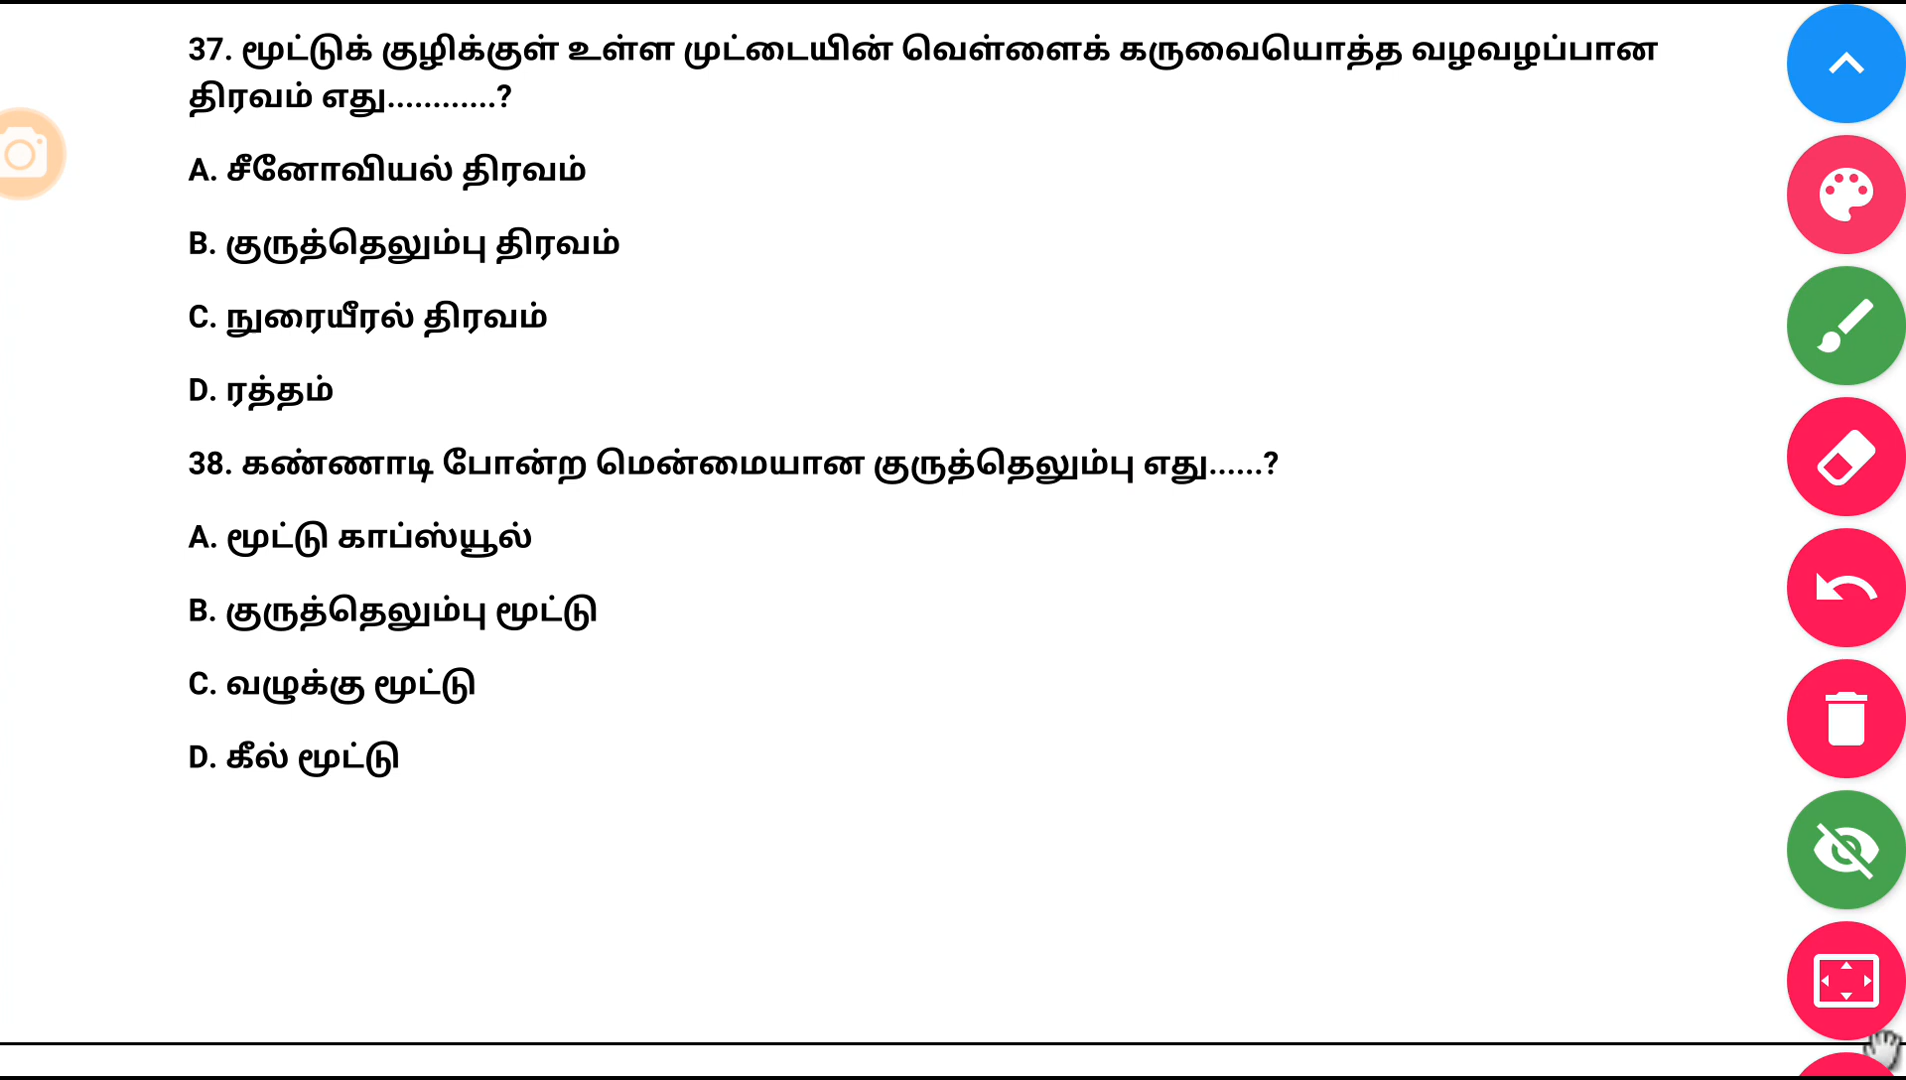 37. மூட்டுக் குழிக்குள் உள்ள முட்டையின் வெள்ளைக் கருவையொத்த வழவழப்பான
திரவம் எது............?
A. சீனோவியல் திரவம்
B. குருத்தெலும்பு திரவம்
C. நுரையீரல் திரவம்
D. ரத்தம்
38. கண்ணாடி போன்ற மென்மையான குருத்தெலும்பு எது......?
A. மூட்டு காப்ஸ்யூல்
B. குருத்தெலும்பு மூட்டு
C. வழுக்கு மூட்டு
D. கீல் மூட்டு